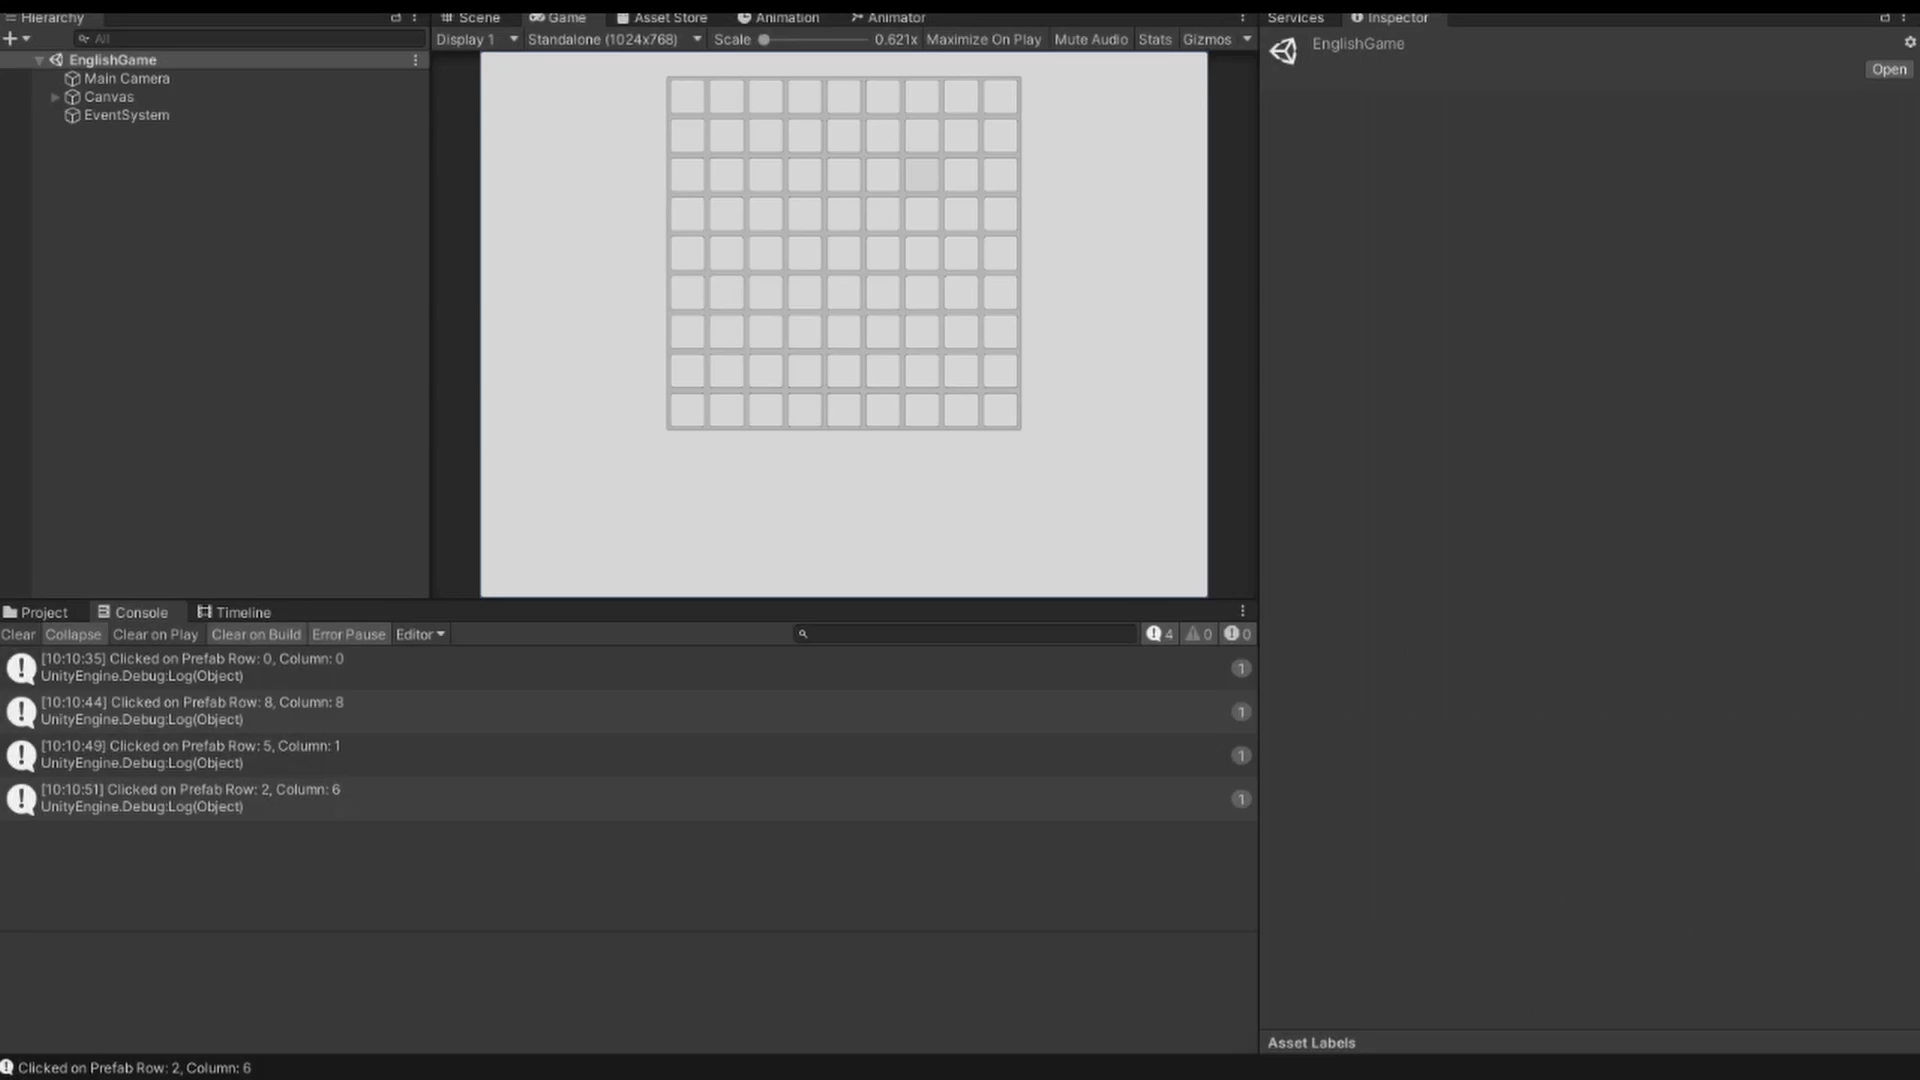 Hierarchy
All
EnglishGame
Main Camera
Canvas
EventSystem
Scene Game Asset Store Animation Animator
Display 1 Standalone (1024x768) Scale 0.621x Maximize On Play Mute Audio Stats Gizmos
Services Inspector
EnglishGame
Open
Project Console Timeline
Clear Collapse Clear on Play Clear on Build Error Pause Editor 4 0 0
[10:10:35] Clicked on Prefab Row: 0, Column: 0
UnityEngine.Debug:Log(Object)
1
[10:10:44] Clicked on Prefab Row: 8, Column: 8
UnityEngine.Debug:Log(Object)
1
[10:10:49] Clicked on Prefab Row: 5, Column: 1
UnityEngine.Debug:Log(Object)
1
[10:10:51] Clicked on Prefab Row: 2, Column: 6
UnityEngine.Debug:Log(Object)
1
Asset Labels
Clicked on Prefab Row: 2, Column: 6